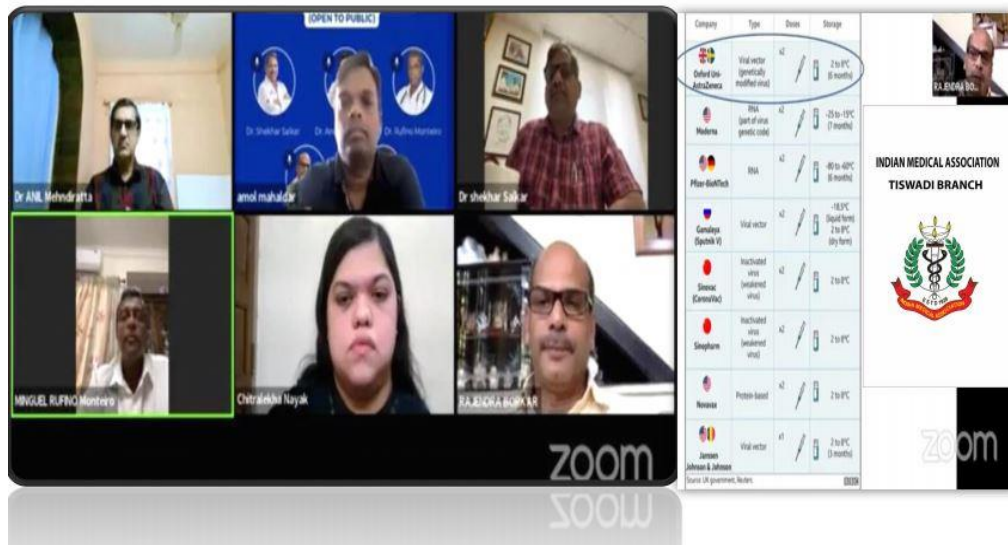 (OPEN TO PUBLIC)
Dr. Shekhar Salkar
Dr. Rufino Monteiro
Dr ANIL Mehndiratta
amol mahaldar
Dr shekhar Salkar
MINGUEL RUFINO Monteiro
Chitralekha Nayak
RAJENDRA BORKAR
zoom
Company Type Doses Storage
Oxford Uni-
AstraZeneca
Viral vector
(genetically
modified virus)
x2
2 to 8°C
(6 months)
Moderna
RNA
(part of virus
genetic code)
x2
-25 to -15°C
(7 months)
Pfizer-BioNTech
RNA
x2
-80 to -60°C
(6 months)
Gamaleya
(Sputnik V)
Viral vector
x2
-18.5°C
(liquid form)
2 to 8°C
(dry form)
Sinovac
(CoronaVac)
Inactivated
virus
(weakened
virus)
x2
2 to 8°C
Sinopharm
Inactivated
virus
(weakened
virus)
x2
2 to 8°C
Novavax
Protein-based
x2
2 to 8°C
Janssen
Johnson & Johnson
Viral vector
x1
2 to 8°C
(3 months)
Source: UK government, Reuters
BBC
RAJENDRA BO...
INDIAN MEDICAL ASSOCIATION
TISWADI BRANCH
INDIAN MEDICAL ASSOCIATION
zoom